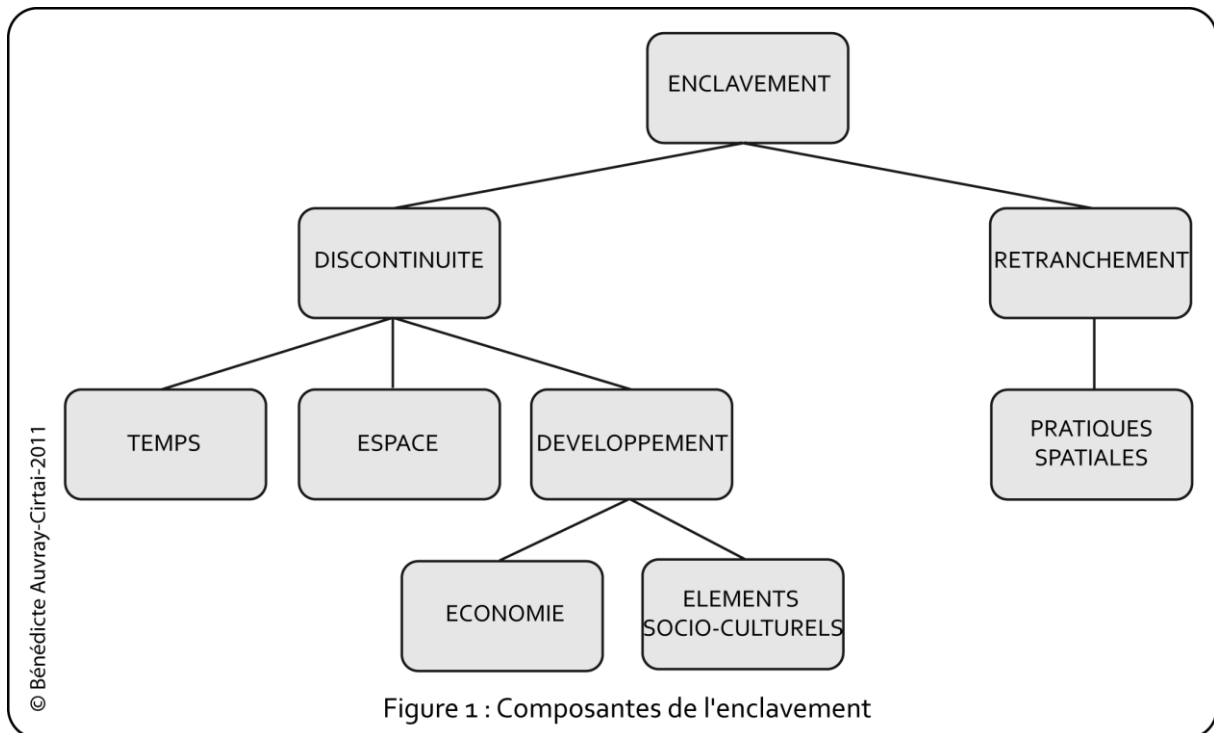 ENCLAVEMENT
DISCONTINUITE
RETRANCHEMENT
TEMPS
ESPACE
DEVELOPPEMENT
PRATIQUES
SPATIALES
ECONOMIE
ELEMENTS
SOCIO-CULTURELS
© Bénédicte Auvray-Cirtai-2011
Figure 1 : Composantes de l'enclavement